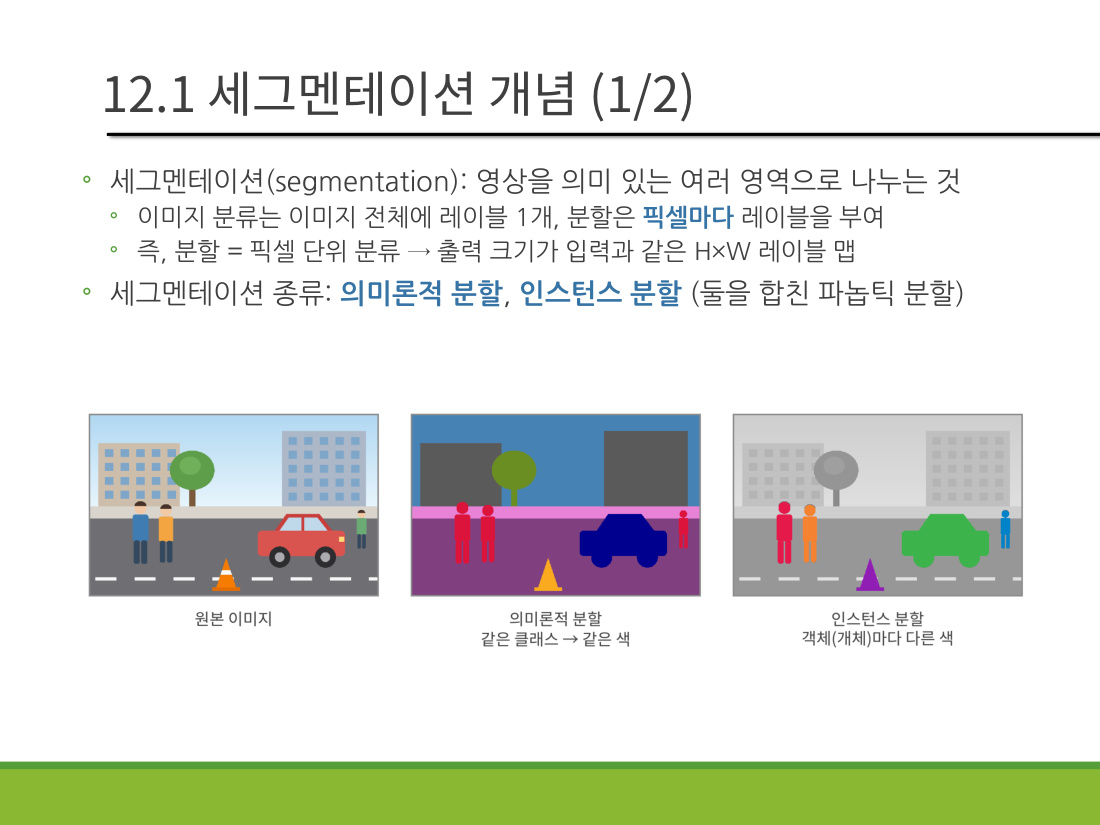 12.1 세그멘테이션 개념 (1/2)
◦ 세그멘테이션(segmentation): 영상을 의미 있는 여러 영역으로 나누는 것
◦ 이미지 분류는 이미지 전체에 레이블 1개, 분할은 픽셀마다 레이블을 부여
◦ 즉, 분할 = 픽셀 단위 분류 → 출력 크기가 입력과 같은 H×W 레이블 맵
◦ 세그멘테이션 종류: 의미론적 분할, 인스턴스 분할 (둘을 합친 파놉틱 분할)
원본 이미지
의미론적 분할
같은 클래스 → 같은 색
인스턴스 분할
객체(개체)마다 다른 색